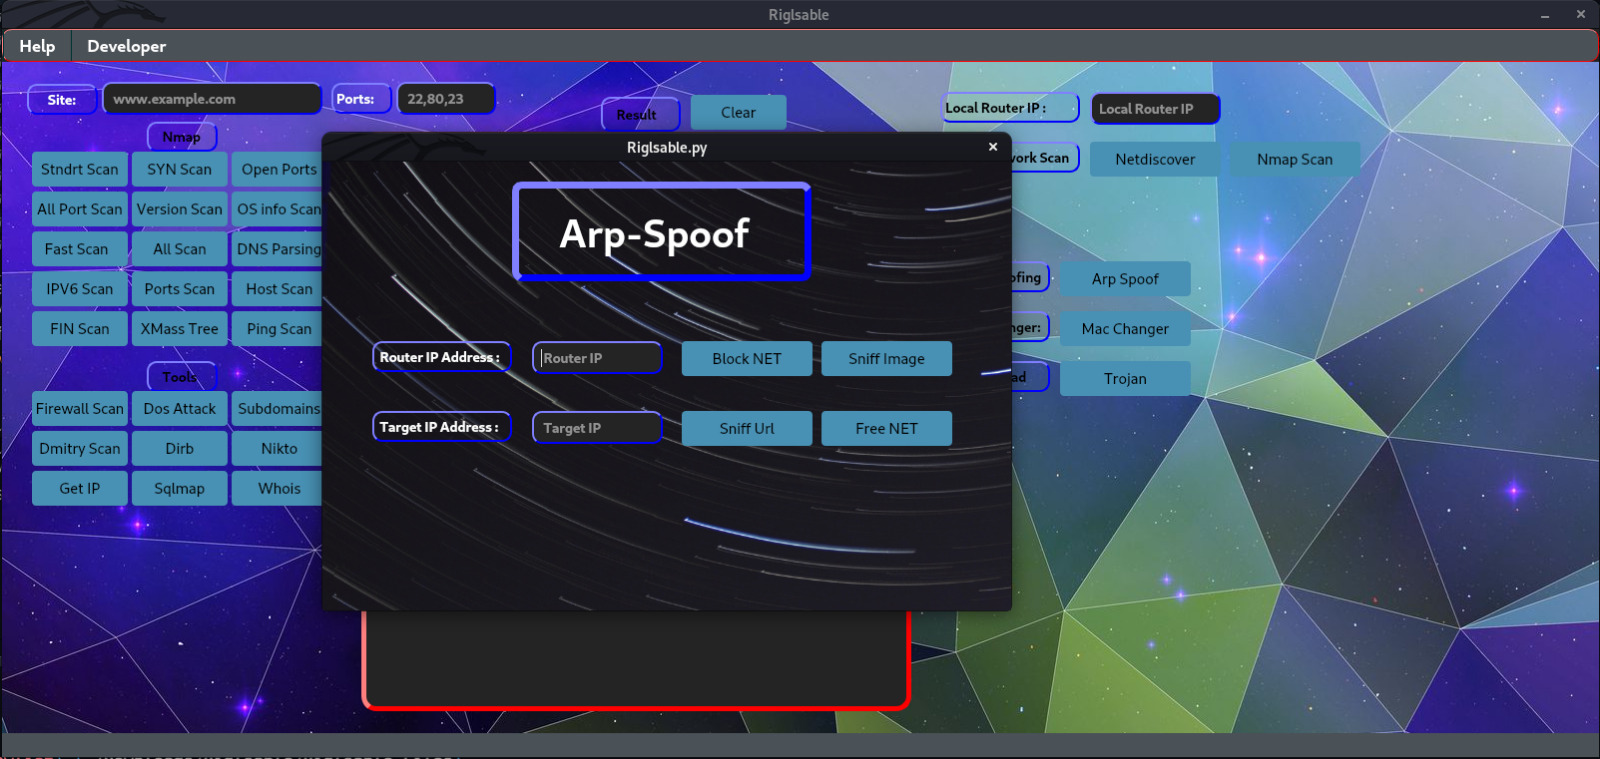 Riglsable
Help Developer
Site: www.example.com Ports: 22,80,23
Result Clear
Local Router IP : Local Router IP
Nmap
Stndrt Scan SYN Scan Open Ports
All Port Scan Version Scan OS info Scan
Fast Scan All Scan DNS Parsing
IPV6 Scan Ports Scan Host Scan
FIN Scan XMass Tree Ping Scan
Tools
Firewall Scan Dos Attack Subdomains
Dmitry Scan Dirb Nikto
Get IP Sqlmap Whois
Riglsable.py
Arp-Spoof
Router IP Address : Router IP Block NET Sniff Image
Target IP Address : Target IP Sniff Url Free NET
Scan Netdiscover Nmap Scan
Arp Spoof
Mac Changer
Trojan